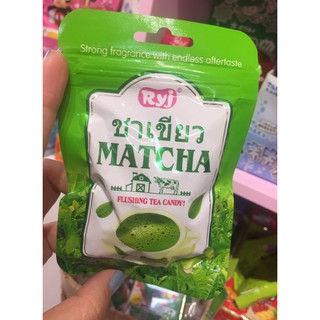 Strong fragrance with endless aftertaste
Ryj
ชาเขียว
MATCHA
FLUSHING TEA CANDY!